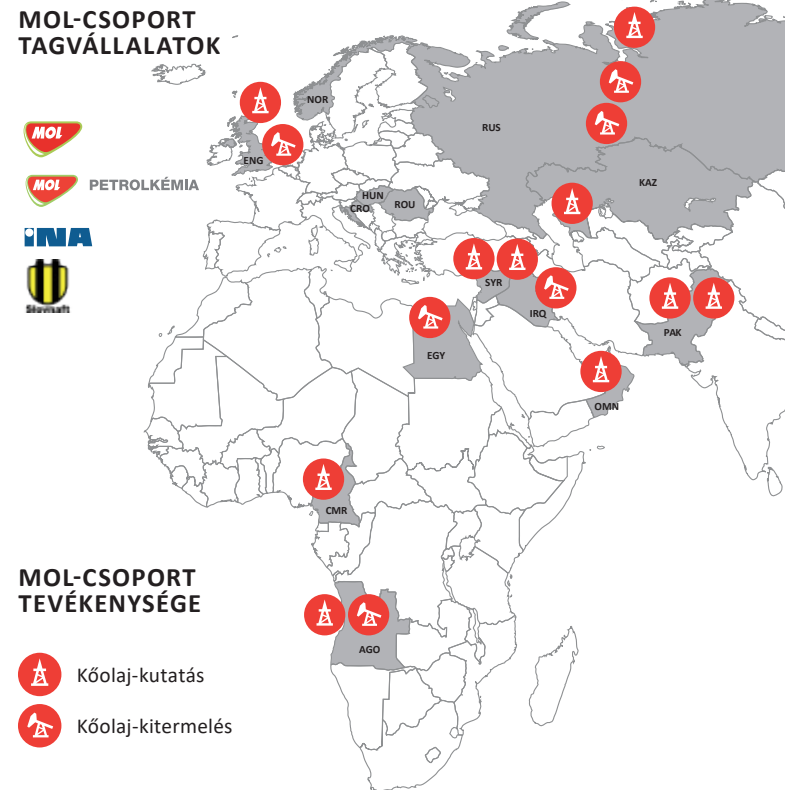 MOL-CSOPORT
TAGVÁLLALATOK
MOL
MOL PETROLKÉMIA
INA
NOR
ENG
RUS
KAZ
HUN
CRO
ROU
SYR
IRQ
PAK
EGY
OMN
CMR
AGO
MOL-CSOPORT
TEVÉKENYSÉGE
Kőolaj-kutatás
Kőolaj-kitermelés